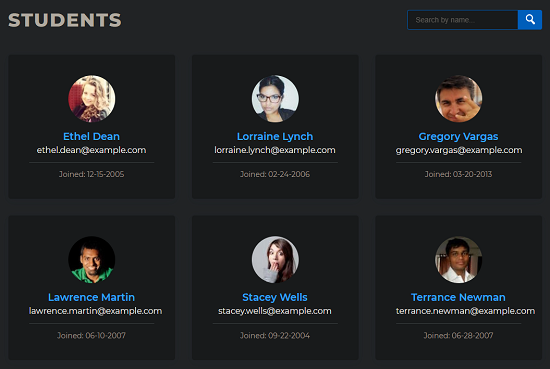 STUDENTS
Search by name...
Ethel Dean
ethel.dean@example.com
Joined: 12-15-2005
Lorraine Lynch
lorraine.lynch@example.com
Joined: 02-24-2006
Gregory Vargas
gregory.vargas@example.com
Joined: 03-20-2013
Lawrence Martin
lawrence.martin@example.com
Joined: 06-10-2007
Stacey Wells
stacey.wells@example.com
Joined: 09-22-2004
Terrance Newman
terrance.newman@example.com
Joined: 06-28-2007